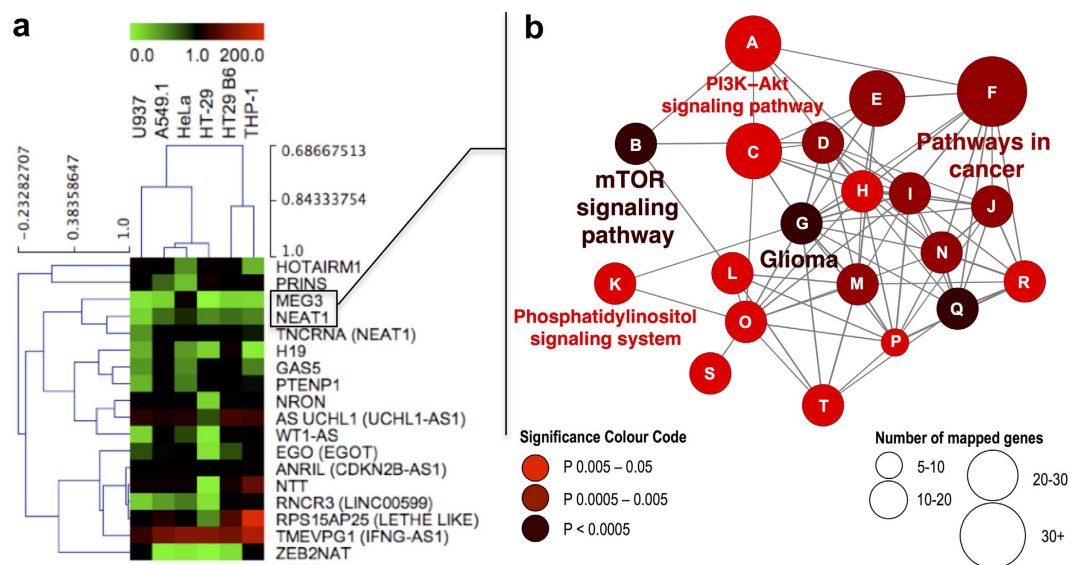 a
0.0 1.0 200.0
U937
A549.1
HeLa
HT-29
HT29 B6
THP-1
0.68667513
0.84333754
1.0
-0.23282707
0.38358647
1.0
HOTAIRM1
PRINS
MEG3
NEAT1
TNCRNA (NEAT1)
H19
GAS5
PTENP1
NRON
AS UCHL1 (UCHL1-AS1)
WT1-AS
EGO (EGOT)
ANRIL (CDKN2B-AS1)
NTT
RNCR3 (LINC00599)
RPS15AP25 (LETHE LIKE)
TMEVPG1 (IFNG-AS1)
ZEB2NAT
b
A
PI3K–Akt
signaling pathway
E
F
B
C
D
Pathways in
cancer
mTOR
signaling
pathway
H
I
J
G
Glioma
N
K
L
M
R
Q
Phosphatidylinositol
signaling system
O
P
S
T
Significance Colour Code
P 0.005 – 0.05
P 0.0005 – 0.005
P < 0.0005
Number of mapped genes
5-10
10-20
20-30
30+